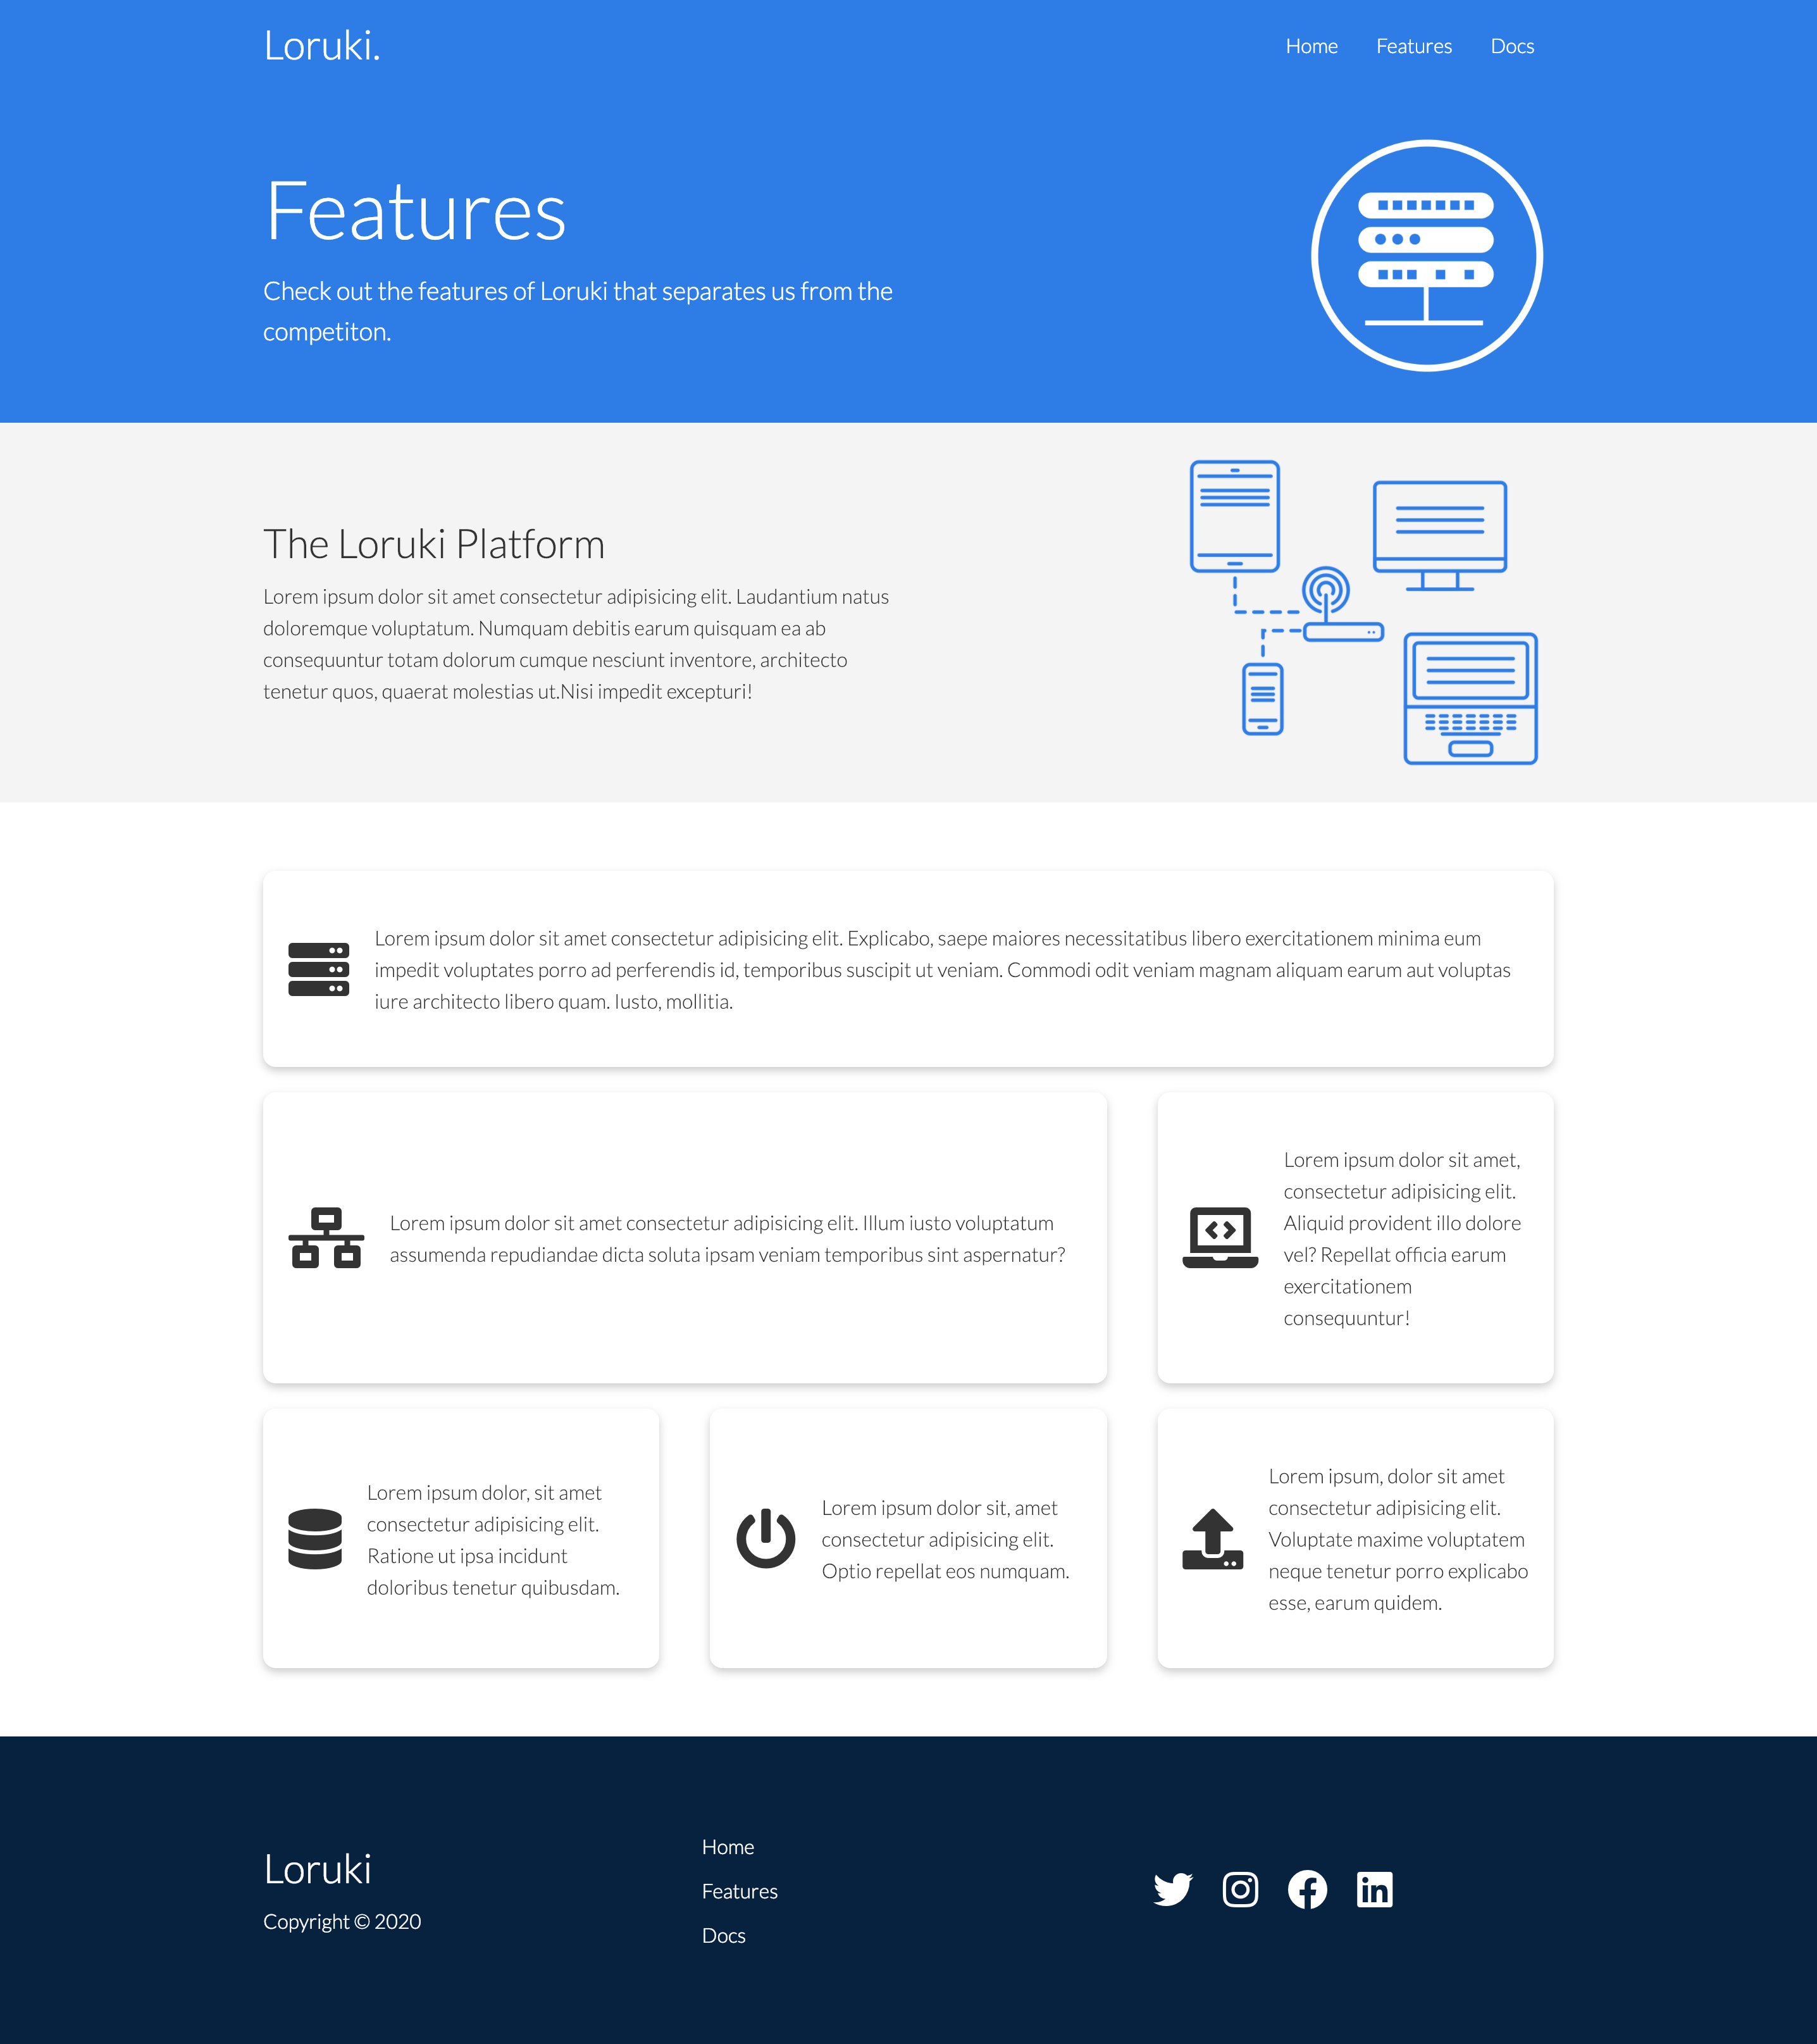 Loruki.
Home Features Docs
Features
Check out the features of Loruki that separates us from the
competiton.
The Loruki Platform
Lorem ipsum dolor sit amet consectetur adipisicing elit. Laudantium natus
doloremque voluptatum. Numquam debitis earum quisquam ea ab
consequuntur totam dolorum cumque nesciunt inventore, architecto
tenetur quos, quaerat molestias ut.Nisi impedit excepturi!
Lorem ipsum dolor sit amet consectetur adipisicing elit. Explicabo, saepe maiores necessitatibus libero exercitationem minima eum
impedit voluptates porro ad perferendis id, temporibus suscipit ut veniam. Commodi odit veniam magnam aliquam earum aut voluptas
iure architecto libero quam. Iusto, mollitia.
Lorem ipsum dolor sit amet consectetur adipisicing elit. Illum iusto voluptatum
assumenda repudiandae dicta soluta ipsam veniam temporibus sint aspernatur?
Lorem ipsum dolor sit amet,
consectetur adipisicing elit.
Aliquid provident illo dolore
vel? Repellat officia earum
exercitationem
consequuntur!
Lorem ipsum dolor, sit amet
consectetur adipisicing elit.
Ratione ut ipsa incidunt
doloribus tenetur quibusdam.
Lorem ipsum dolor sit, amet
consectetur adipisicing elit.
Optio repellat eos numquam.
Lorem ipsum, dolor sit amet
consectetur adipisicing elit.
Voluptate maxime voluptatem
neque tenetur porro explicabo
esse, earum quidem.
Loruki
Copyright © 2020
Home
Features
Docs